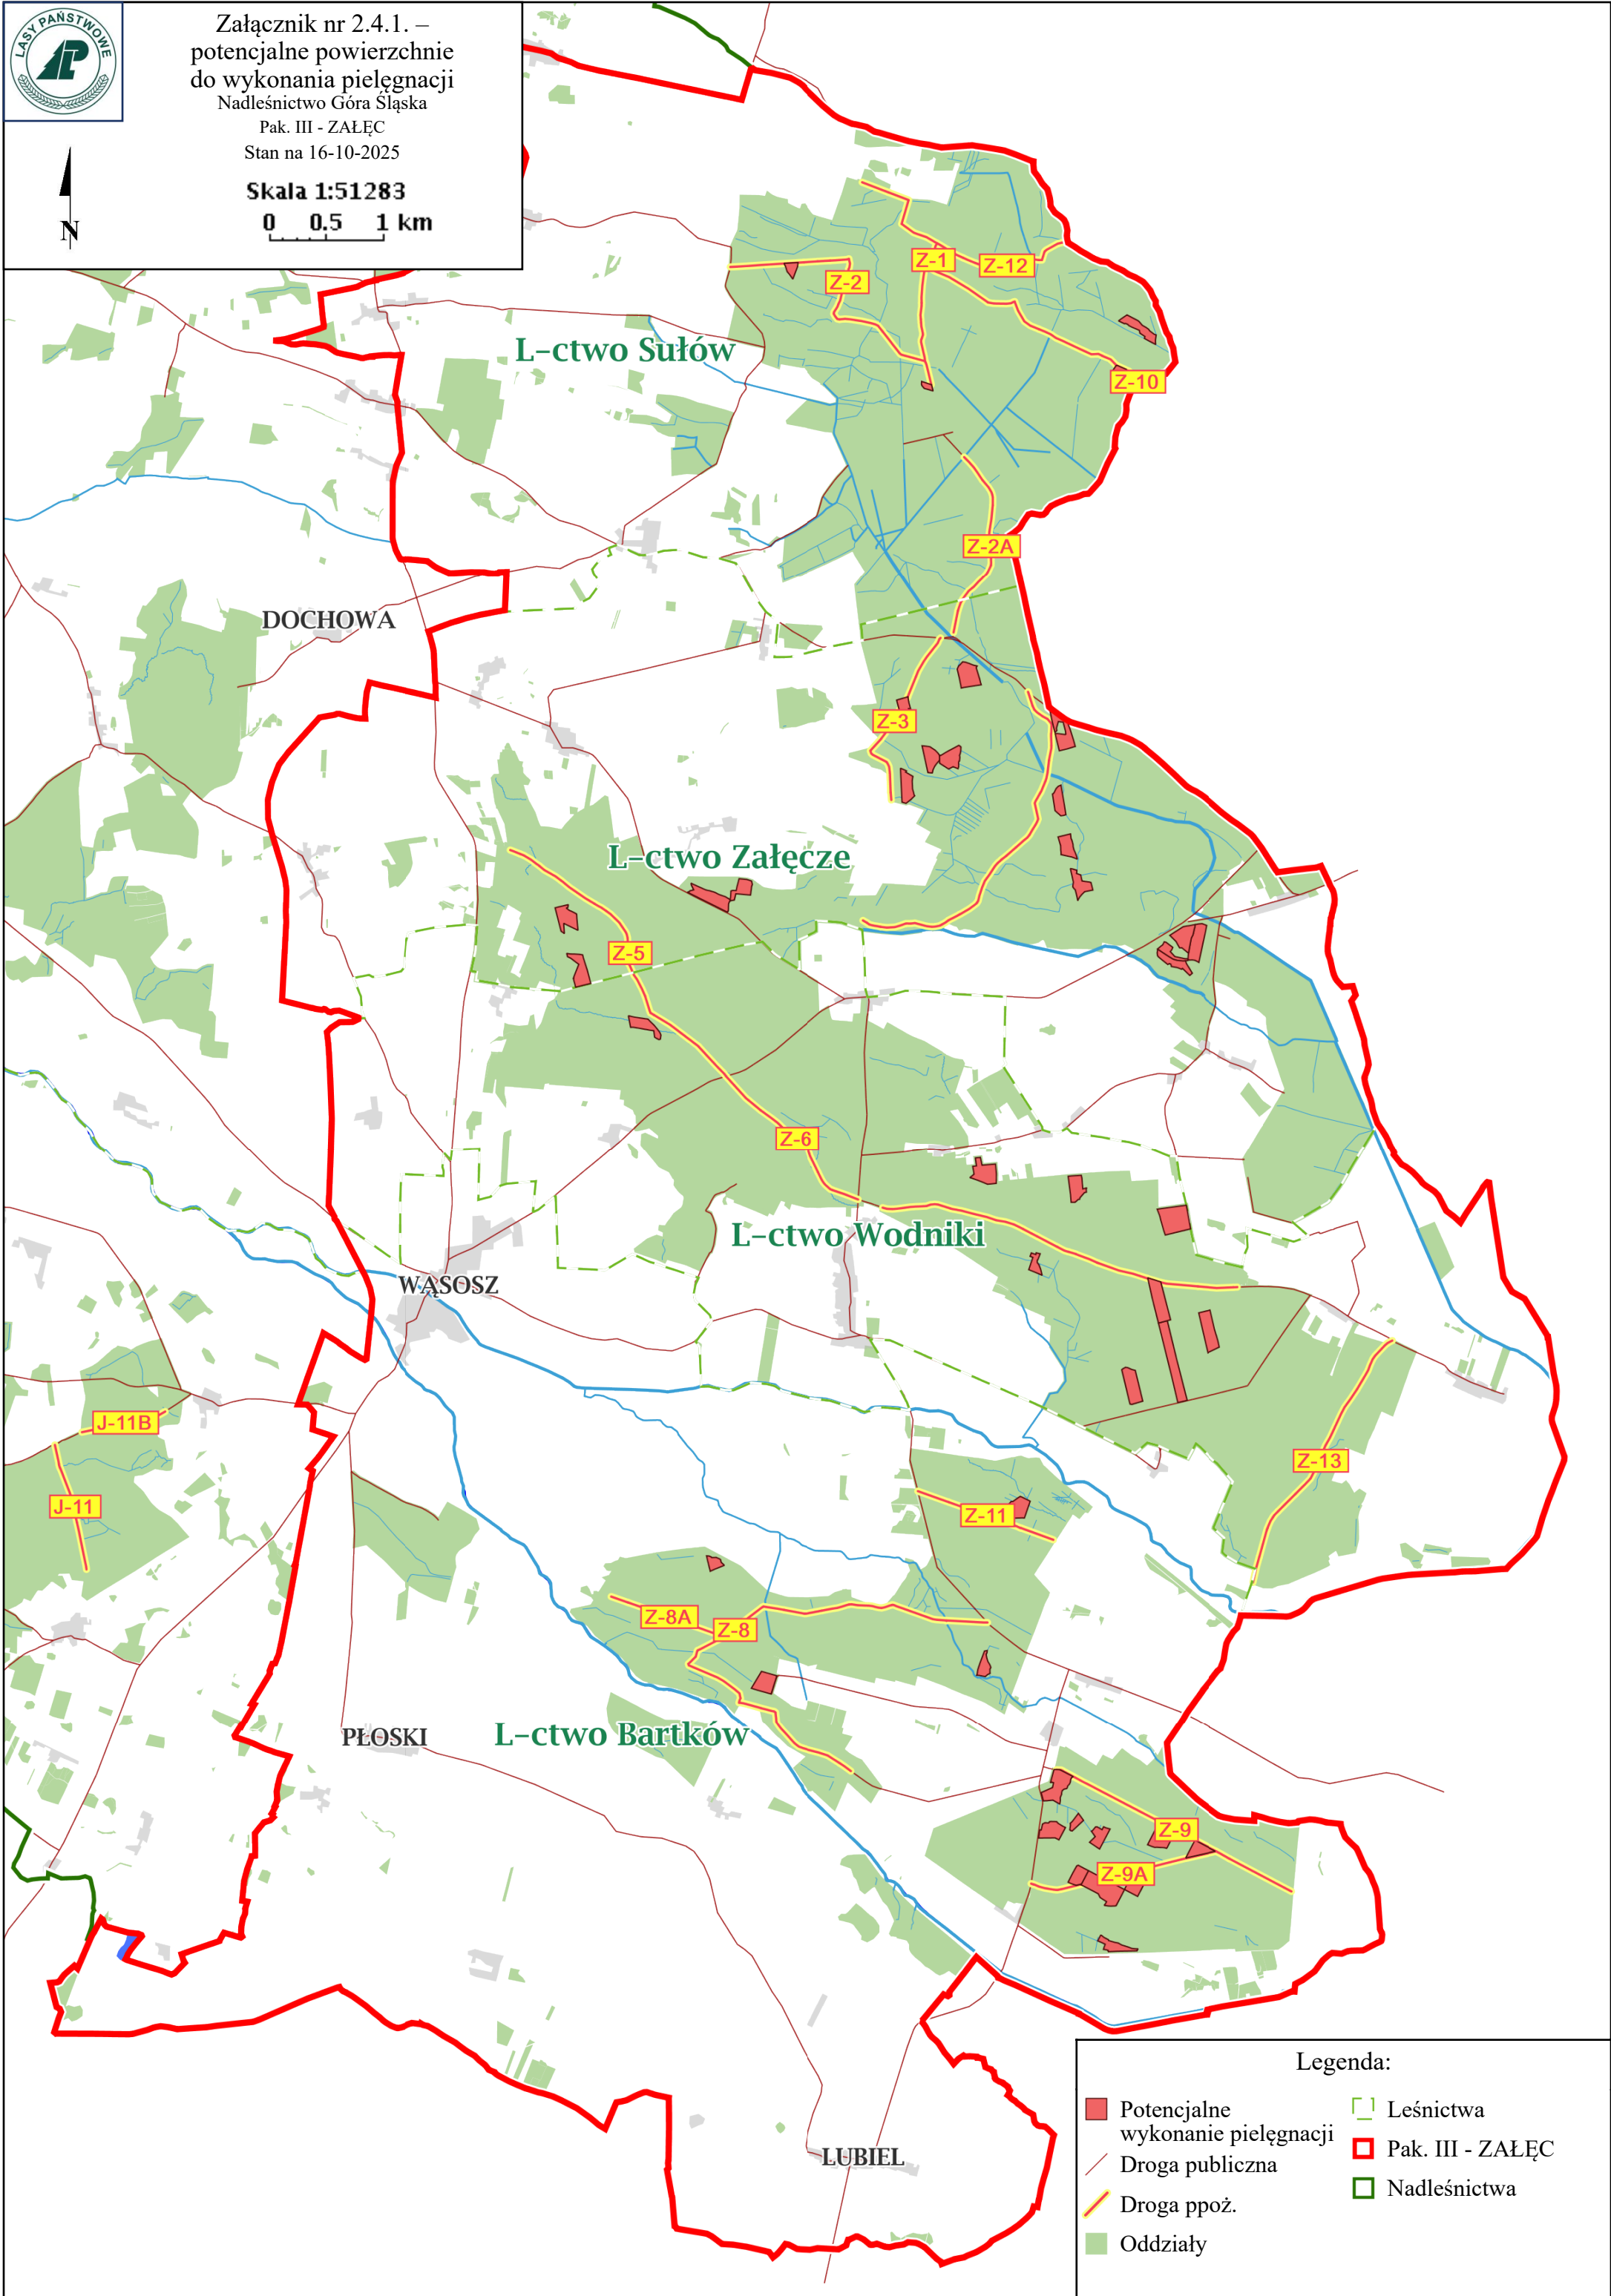 LASY PAŃSTWOWE
Załącznik nr 2.4.1. –
potencjalne powierzchnie
do wykonania pielęgnacji
Nadleśnictwo Góra Śląska
Pak. III - ZAŁĘC
Stan na 16-10-2025
Skala 1:51283
0 0.5 1 km
N
Z-1
Z-12
Z-2
L-ctwo Sułów
Z-10
Z-2A
DOCHOWA
Z-3
L-ctwo Załęcze
Z-5
Z-6
L-ctwo Wodniki
WĄSOSZ
J-11B
Z-13
J-11
Z-11
Z-8A
Z-8
PŁOSKI
L-ctwo Bartków
Z-9
Z-9A
LUBIEL
Legenda:
Potencjalne
wykonanie pielęgnacji
Droga publiczna
Droga ppoż.
Oddziały
Leśnictwa
Pak. III - ZAŁĘC
Nadleśnictwa